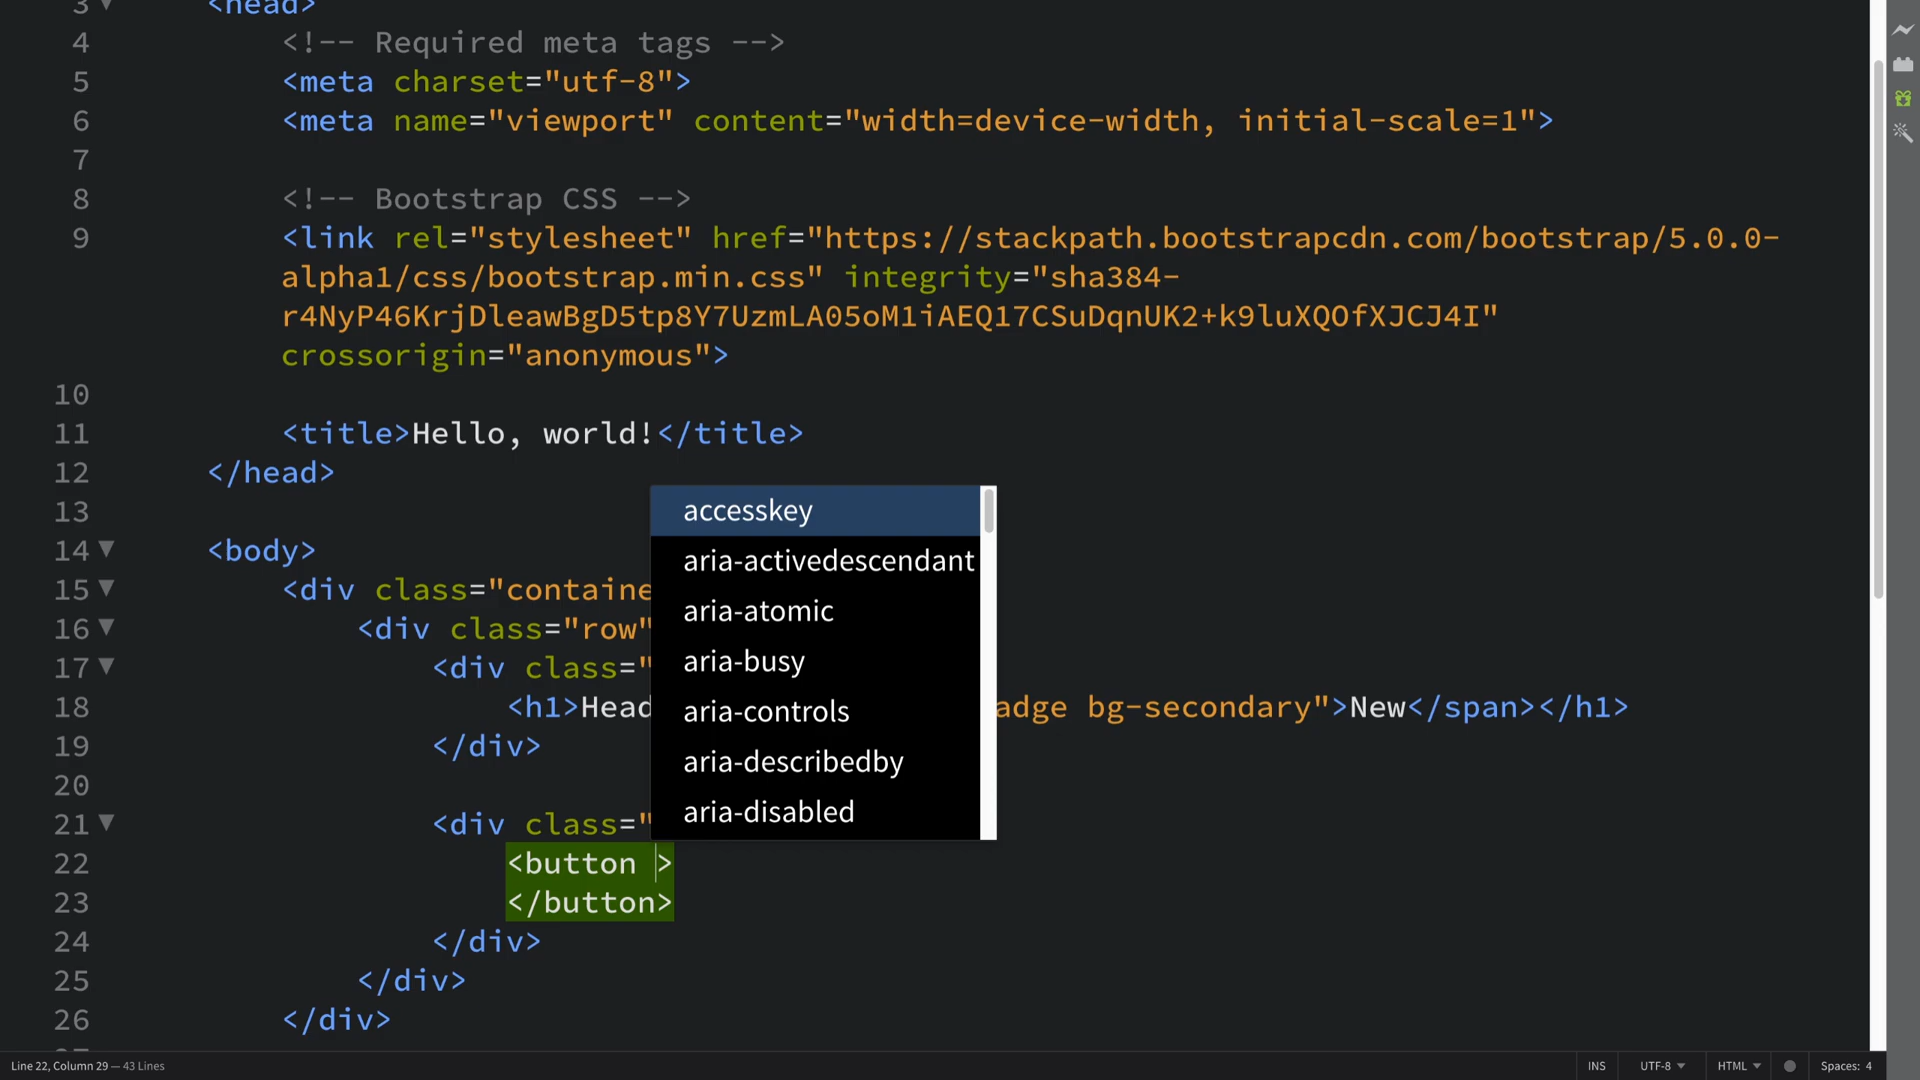 3 <head>
4 <!-- Required meta tags -->
5 <meta charset="utf-8">
6 <meta name="viewport" content="width=device-width, initial-scale=1">
7
8 <!-- Bootstrap CSS -->
9 <link rel="stylesheet" href="https://stackpath.bootstrapcdn.com/bootstrap/5.0.0-
alpha1/css/bootstrap.min.css" integrity="sha384-
r4NyP46KrjDleawBgD5tp8Y7UzmLA05oM1iAEQ17CSuDqnUK2+k9luXQOfXJCJ4I"
crossorigin="anonymous">
10
11 <title>Hello, world!</title>
12 </head>
13
14 <body>
15 <div class="containe
16 <div class="row"
17 <div class="
18 <h1>Head adge bg-secondary">New</span></h1>
19 </div>
20
21 <div class="
22 <button >
23 </button>
24 </div>
25 </div>
26 </div>
accesskey
aria-activedescendant
aria-atomic
aria-busy
aria-controls
aria-describedby
aria-disabled
Line 22, Column 29 — 43 Lines
INS UTF-8 HTML Spaces: 4